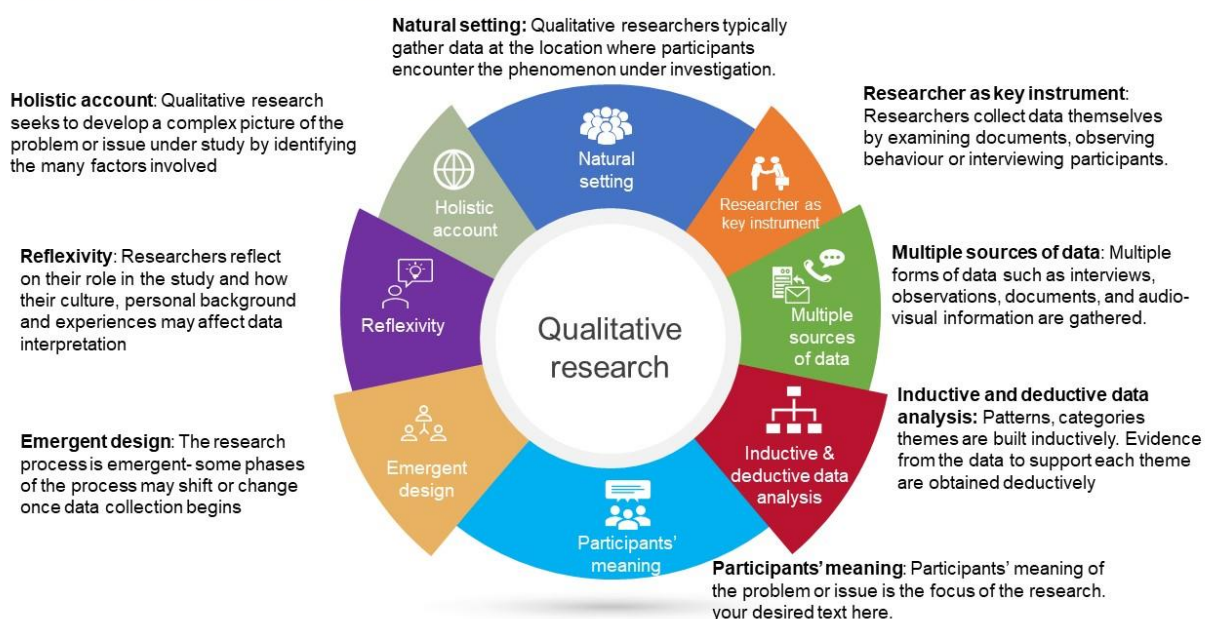 Natural setting: Qualitative researchers typically
gather data at the location where participants
encounter the phenomenon under investigation.
Holistic account: Qualitative research
seeks to develop a complex picture of the
problem or issue under study by identifying
the many factors involved
Researcher as key instrument:
Researchers collect data themselves
by examining documents, observing
behaviour or interviewing participants.
Reflexivity: Researchers reflect
on their role in the study and how
their culture, personal background
and experiences may affect data
interpretation
Multiple sources of data: Multiple
forms of data such as interviews,
observations, documents, and audio-
visual information are gathered.
Emergent design: The research
process is emergent- some phases
of the process may shift or change
once data collection begins
Inductive and deductive data
analysis: Patterns, categories
themes are built inductively. Evidence
from the data to support each theme
are obtained deductively
Participants' meaning: Participants' meaning of
the problem or issue is the focus of the research.
your desired text here.
Natural
setting
Researcher as
key instrument
Multiple
sources
of data
Inductive &
deductive data
analysis
Participants'
meaning
Emergent
design
Reflexivity
Holistic
account
Qualitative
research